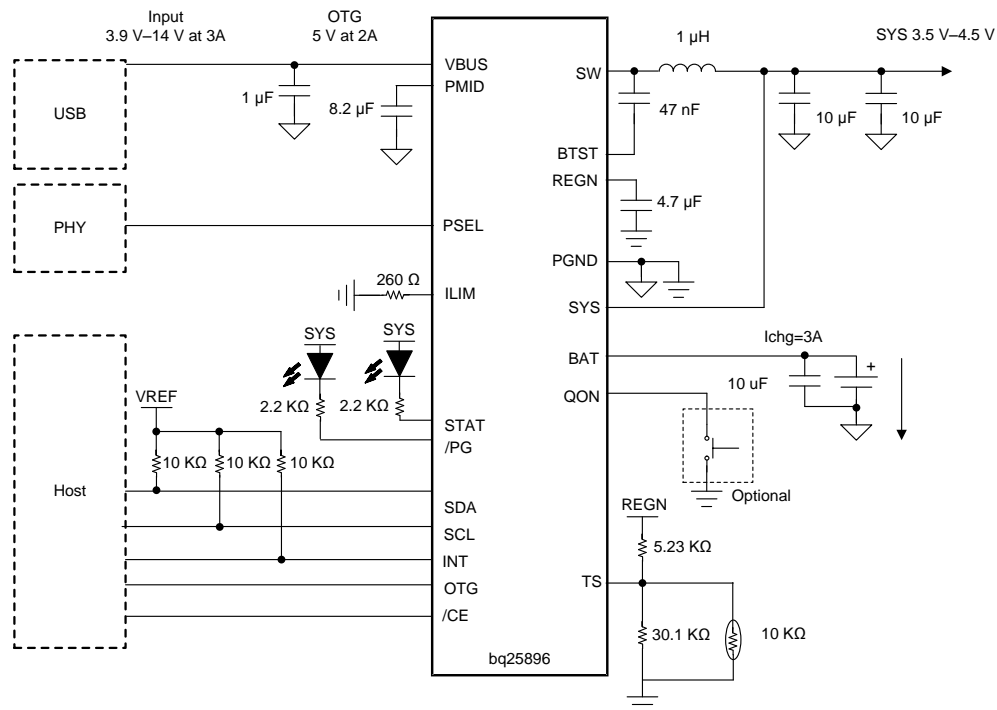 Input
3.9 V–14 V at 3A
OTG
5 V at 2A
1 µH
SYS 3.5 V–4.5 V
USB
1 µF
8.2 µF
VBUS
PMID
SW
47 nF
10 µF
10 µF
BTST
REGN
4.7 µF
PHY
PSEL
PGND
260 Ω
ILIM
SYS
SYS
SYS
Ichg=3A
BAT
10 uF
+
QON
VREF
2.2 KΩ
2.2 KΩ
STAT
/PG
10 KΩ
10 KΩ
10 KΩ
Host
Optional
SDA
SCL
INT
OTG
/CE
REGN
5.23 KΩ
TS
30.1 KΩ
10 KΩ
bq25896